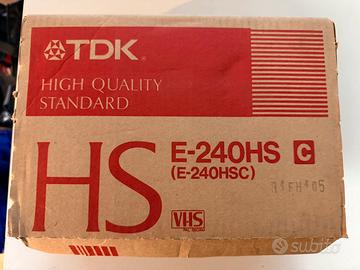 TDK
HIGH QUALITY
STANDARD
HS
E-240HS C
(E-240HSC)
VHS
subito